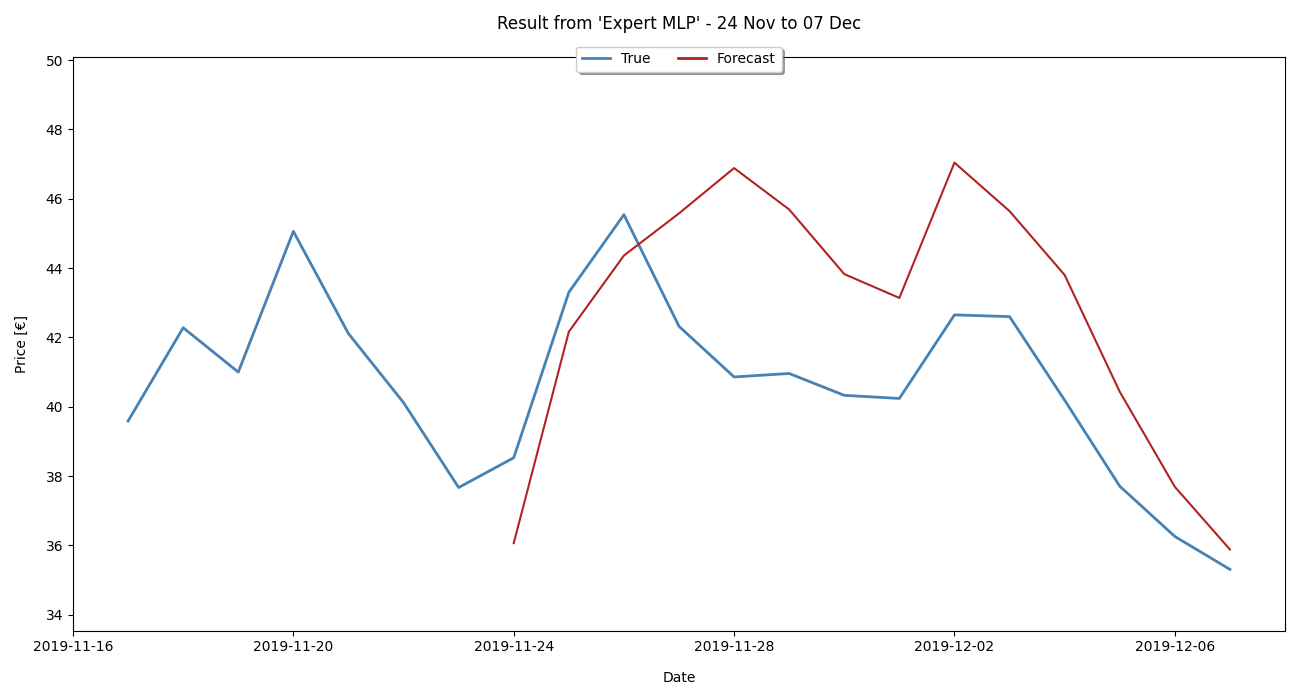 Result from 'Expert MLP' - 24 Nov to 07 Dec
True Forecast
50
48
46
44
42
40
38
36
34
Price [€]
2019-11-16 2019-11-20 2019-11-24 2019-11-28 2019-12-02 2019-12-06
Date